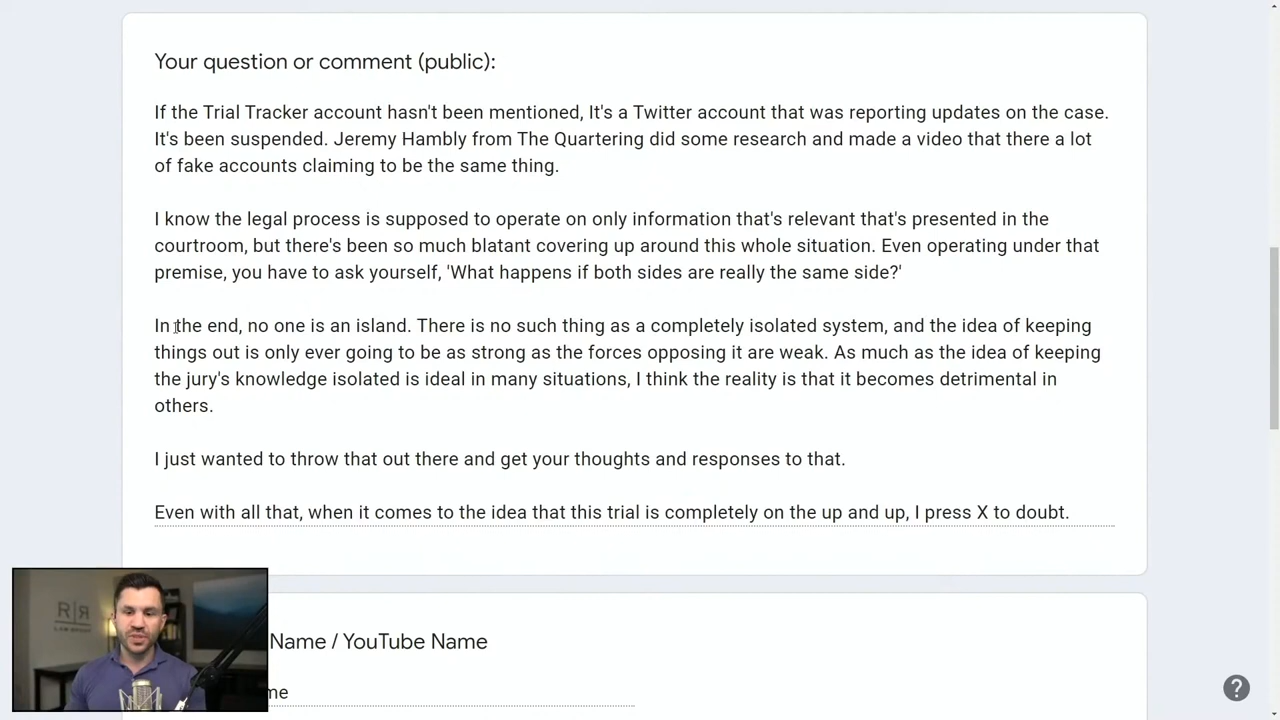 Your question or comment (public):
If the Trial Tracker account hasn't been mentioned, It's a Twitter account that was reporting updates on the case.
It's been suspended. Jeremy Hambly from The Quartering did some research and made a video that there a lot
of fake accounts claiming to be the same thing.
I know the legal process is supposed to operate on only information that's relevant that's presented in the
courtroom, but there's been so much blatant covering up around this whole situation. Even operating under that
premise, you have to ask yourself, 'What happens if both sides are really the same side?'
In the end, no one is an island. There is no such thing as a completely isolated system, and the idea of keeping
things out is only ever going to be as strong as the forces opposing it are weak. As much as the idea of keeping
the jury's knowledge isolated is ideal in many situations, I think the reality is that it becomes detrimental in
others.
I just wanted to throw that out there and get your thoughts and responses to that.
Even with all that, when it comes to the idea that this trial is completely on the up and up, I press X to doubt.
Name / YouTube Name
me
R|R